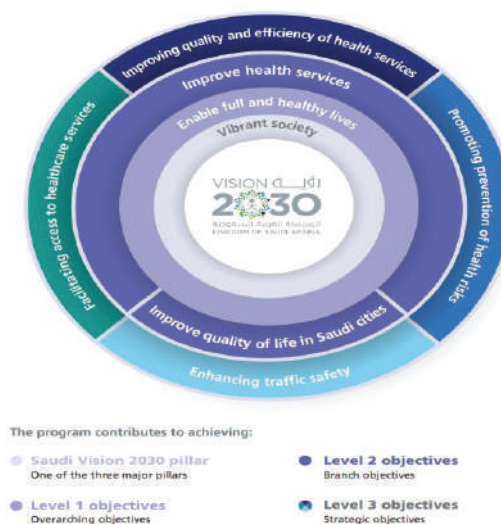 Improving quality and efficiency of health services
Improve health services
Enable full and healthy lives
Vibrant society
Facilitating access to healthcare services
Promoting prevention of health risks
VISION رؤيــة
2030
المملكة العربية السعودية
KINGDOM OF SAUDI ARABIA
Improve quality of life in Saudi cities
Enhancing traffic safety
The program contributes to achieving:
Saudi Vision 2030 pillar
One of the three major pillars
Level 1 objectives
Overarching objectives
Level 2 objectives
Branch objectives
Level 3 objectives
Strategic objectives